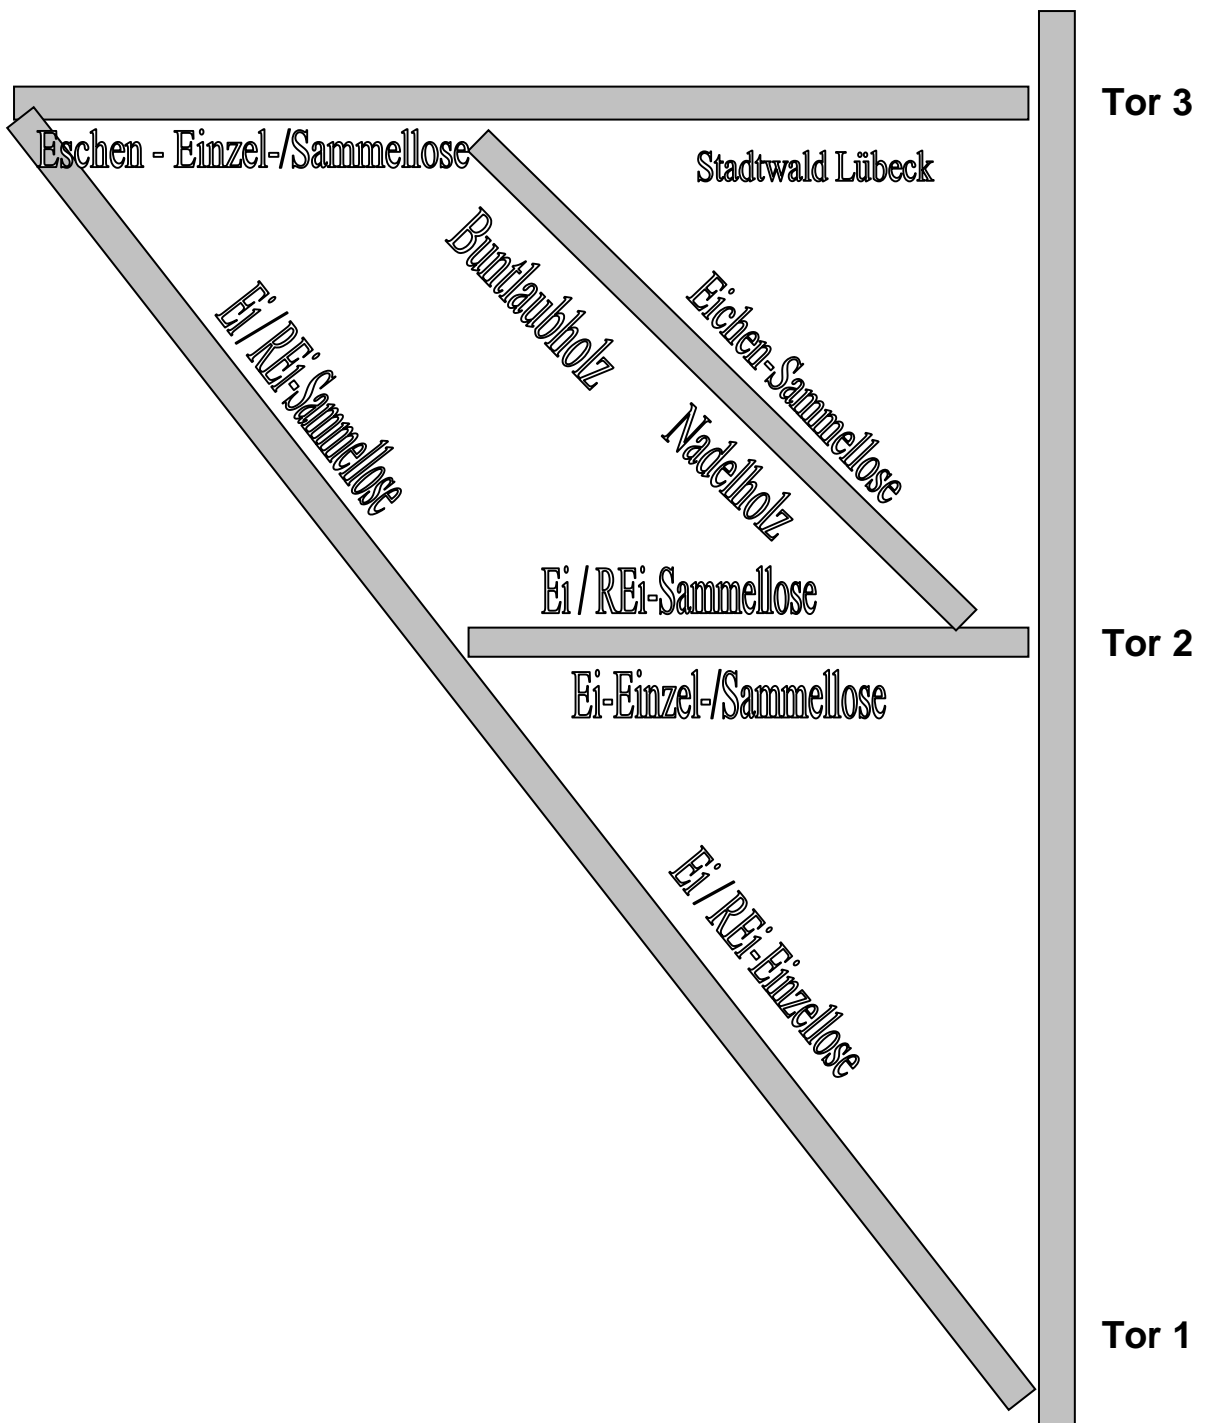 Tor 3
Eschen - Einzel-/Sammellose
Stadtwald Lübeck
Buntlaubholz
Eichen-Sammellose
Ei / REi-Sammellose
Nadelholz
Ei / REi-Sammellose
Tor 2
Ei-Einzel-/Sammellose
Ei / REi-Einzellose
Tor 1